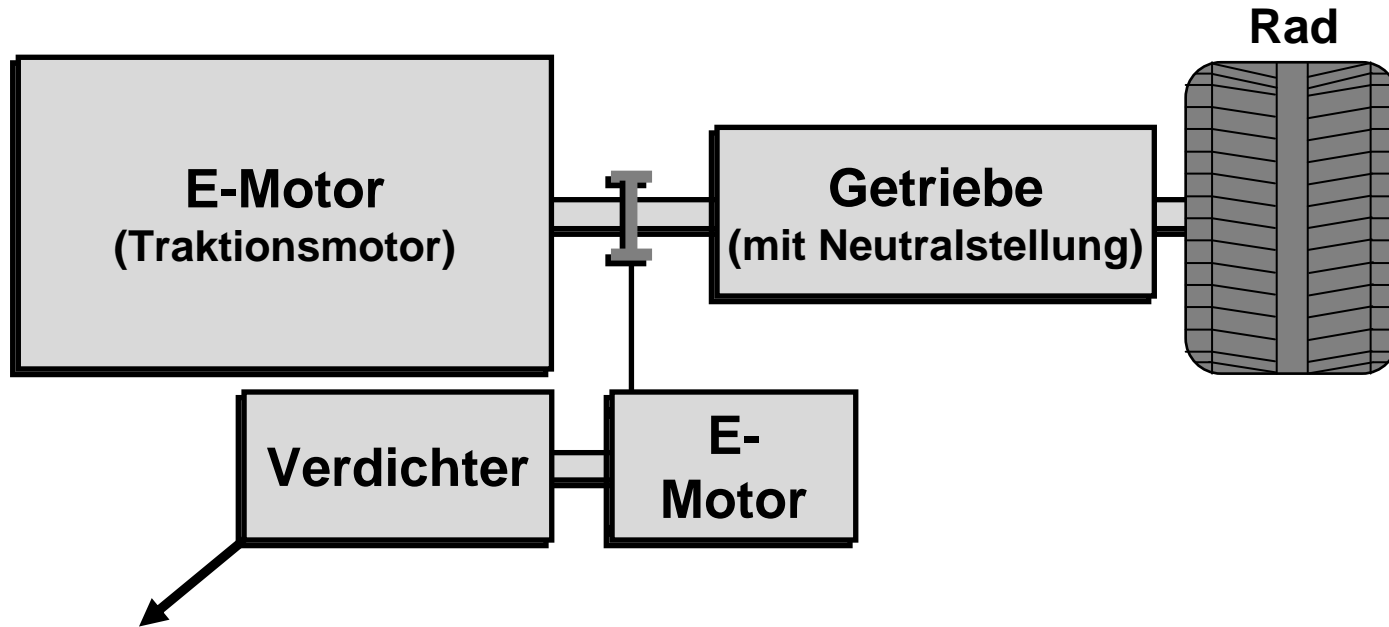 Rad
E-Motor
(Traktionsmotor)
Getriebe
(mit Neutralstellung)
Verdichter
E-
Motor